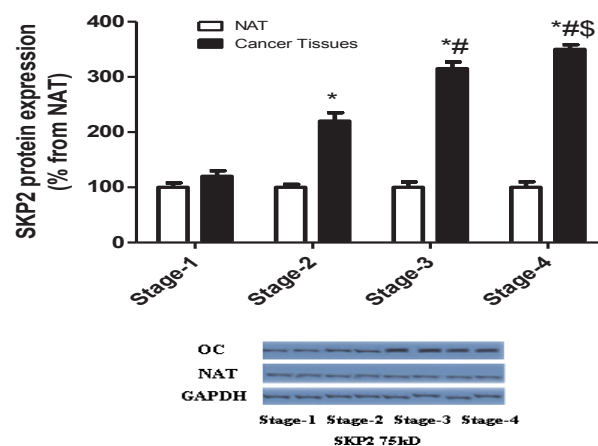 NAT
Cancer Tissues
SKP2 protein expression
(% from NAT)
400
300
200
100
0
*
*#
*#$
Stage-1
Stage-2
Stage-3
Stage-4
OC
NAT
GAPDH
Stage-1 Stage-2 Stage-3 Stage-4
SKP2 75kD